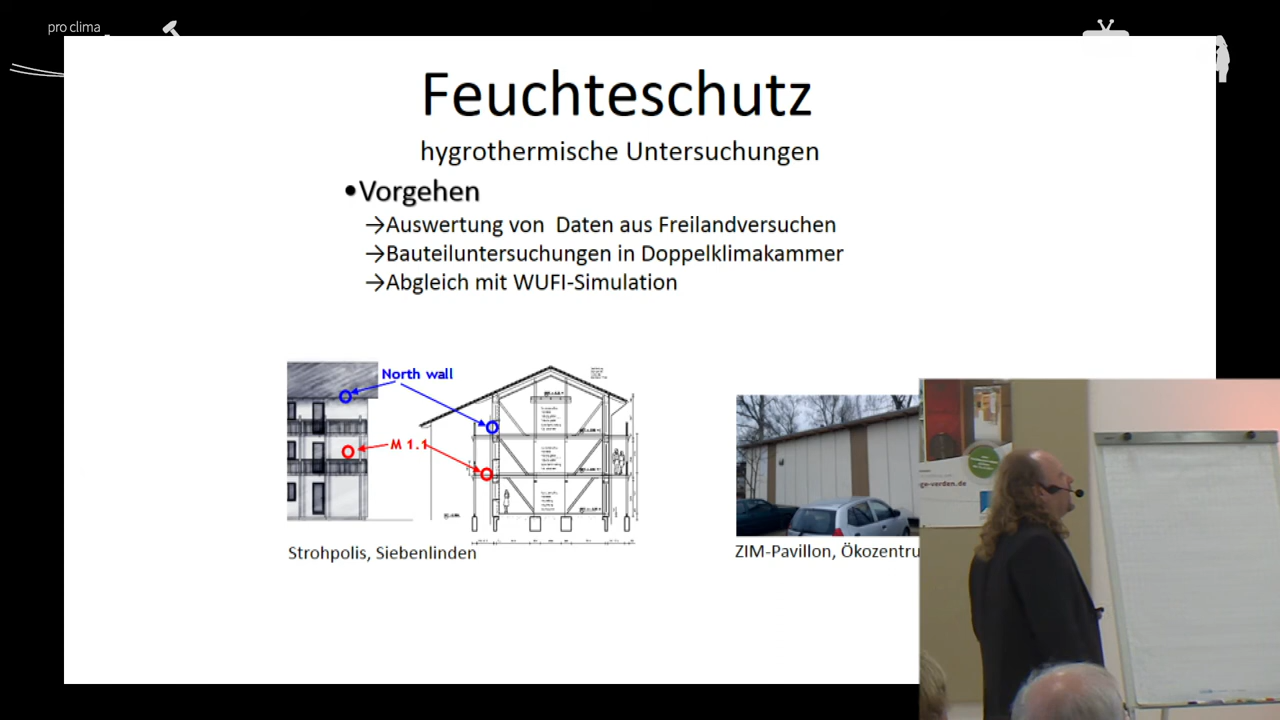 pro clima
Feuchteschutz
hygrothermische Untersuchungen
•Vorgehen
→Auswertung von Daten aus Freilandversuchen
→Bauteiluntersuchungen in Doppelklimakammer
→Abgleich mit WUFI-Simulation
North wall
M 1.1
Strohpolis, Siebenlinden
ZIM-Pavillon, Ökozentru
ge-verden.de